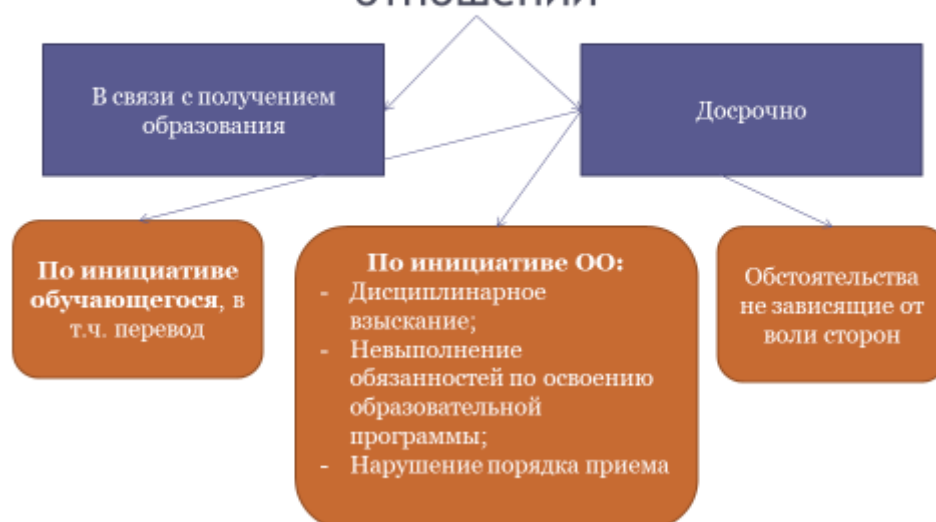 отношений
В связи с получением
образования
Досрочно
По инициативе
обучающегося, в
т.ч. перевод
По инициативе ОО:
- Дисциплинарное
взыскание;
- Невыполнение
обязанностей по освоению
образовательной
программы;
- Нарушение порядка приема
Обстоятельства
не зависящие от
воли сторон